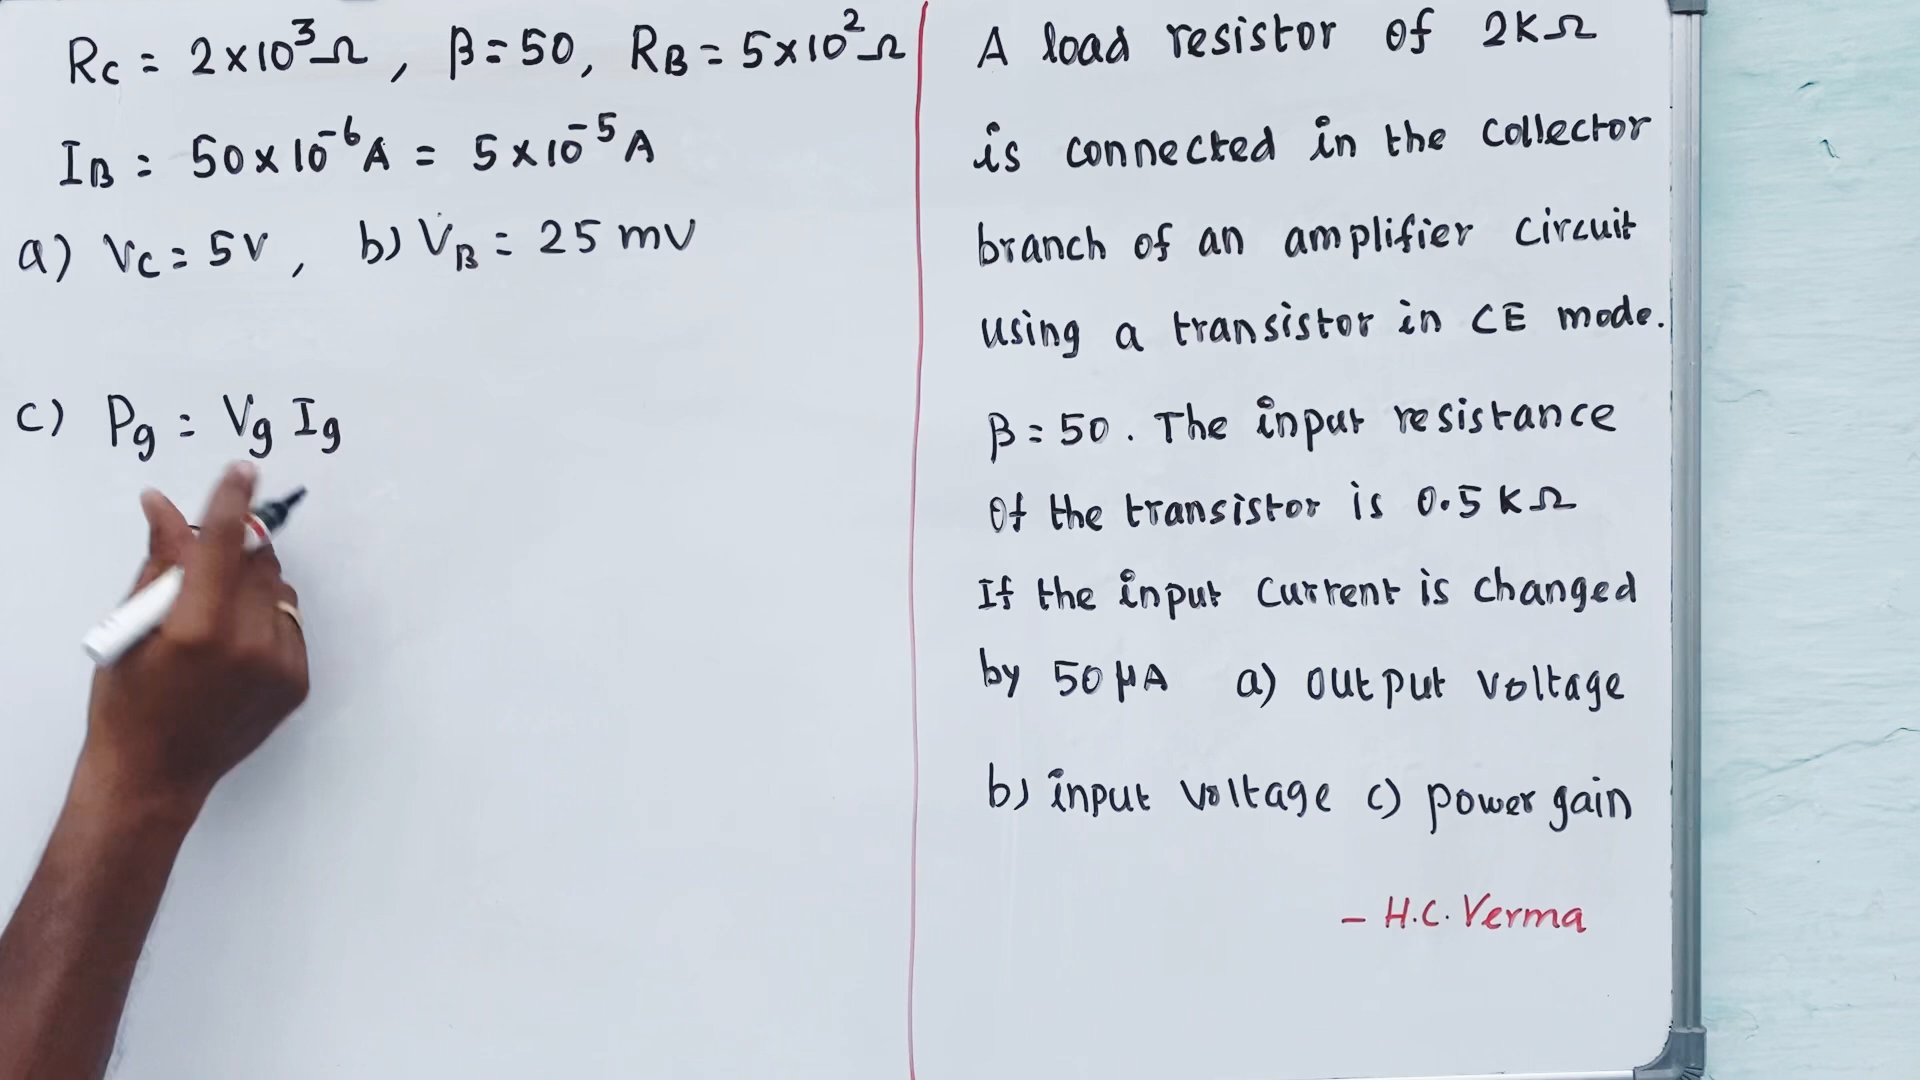 Rc = 2×10³Ω, β=50, R_B = 5×10²Ω
I_B = 50×10⁻⁶A = 5×10⁻⁵A
a) Vc = 5V, b) V_B = 25 mV
c) Pg = Vg Ig
A load resistor of 2KΩ
is connected in the collector
branch of an amplifier circuit
using a transistor in CE mode.
β = 50. The input resistance
of the transistor is 0.5 KΩ
If the input current is changed
by 50 μA a) output voltage
b) input voltage c) power gain
– H.C. Verma